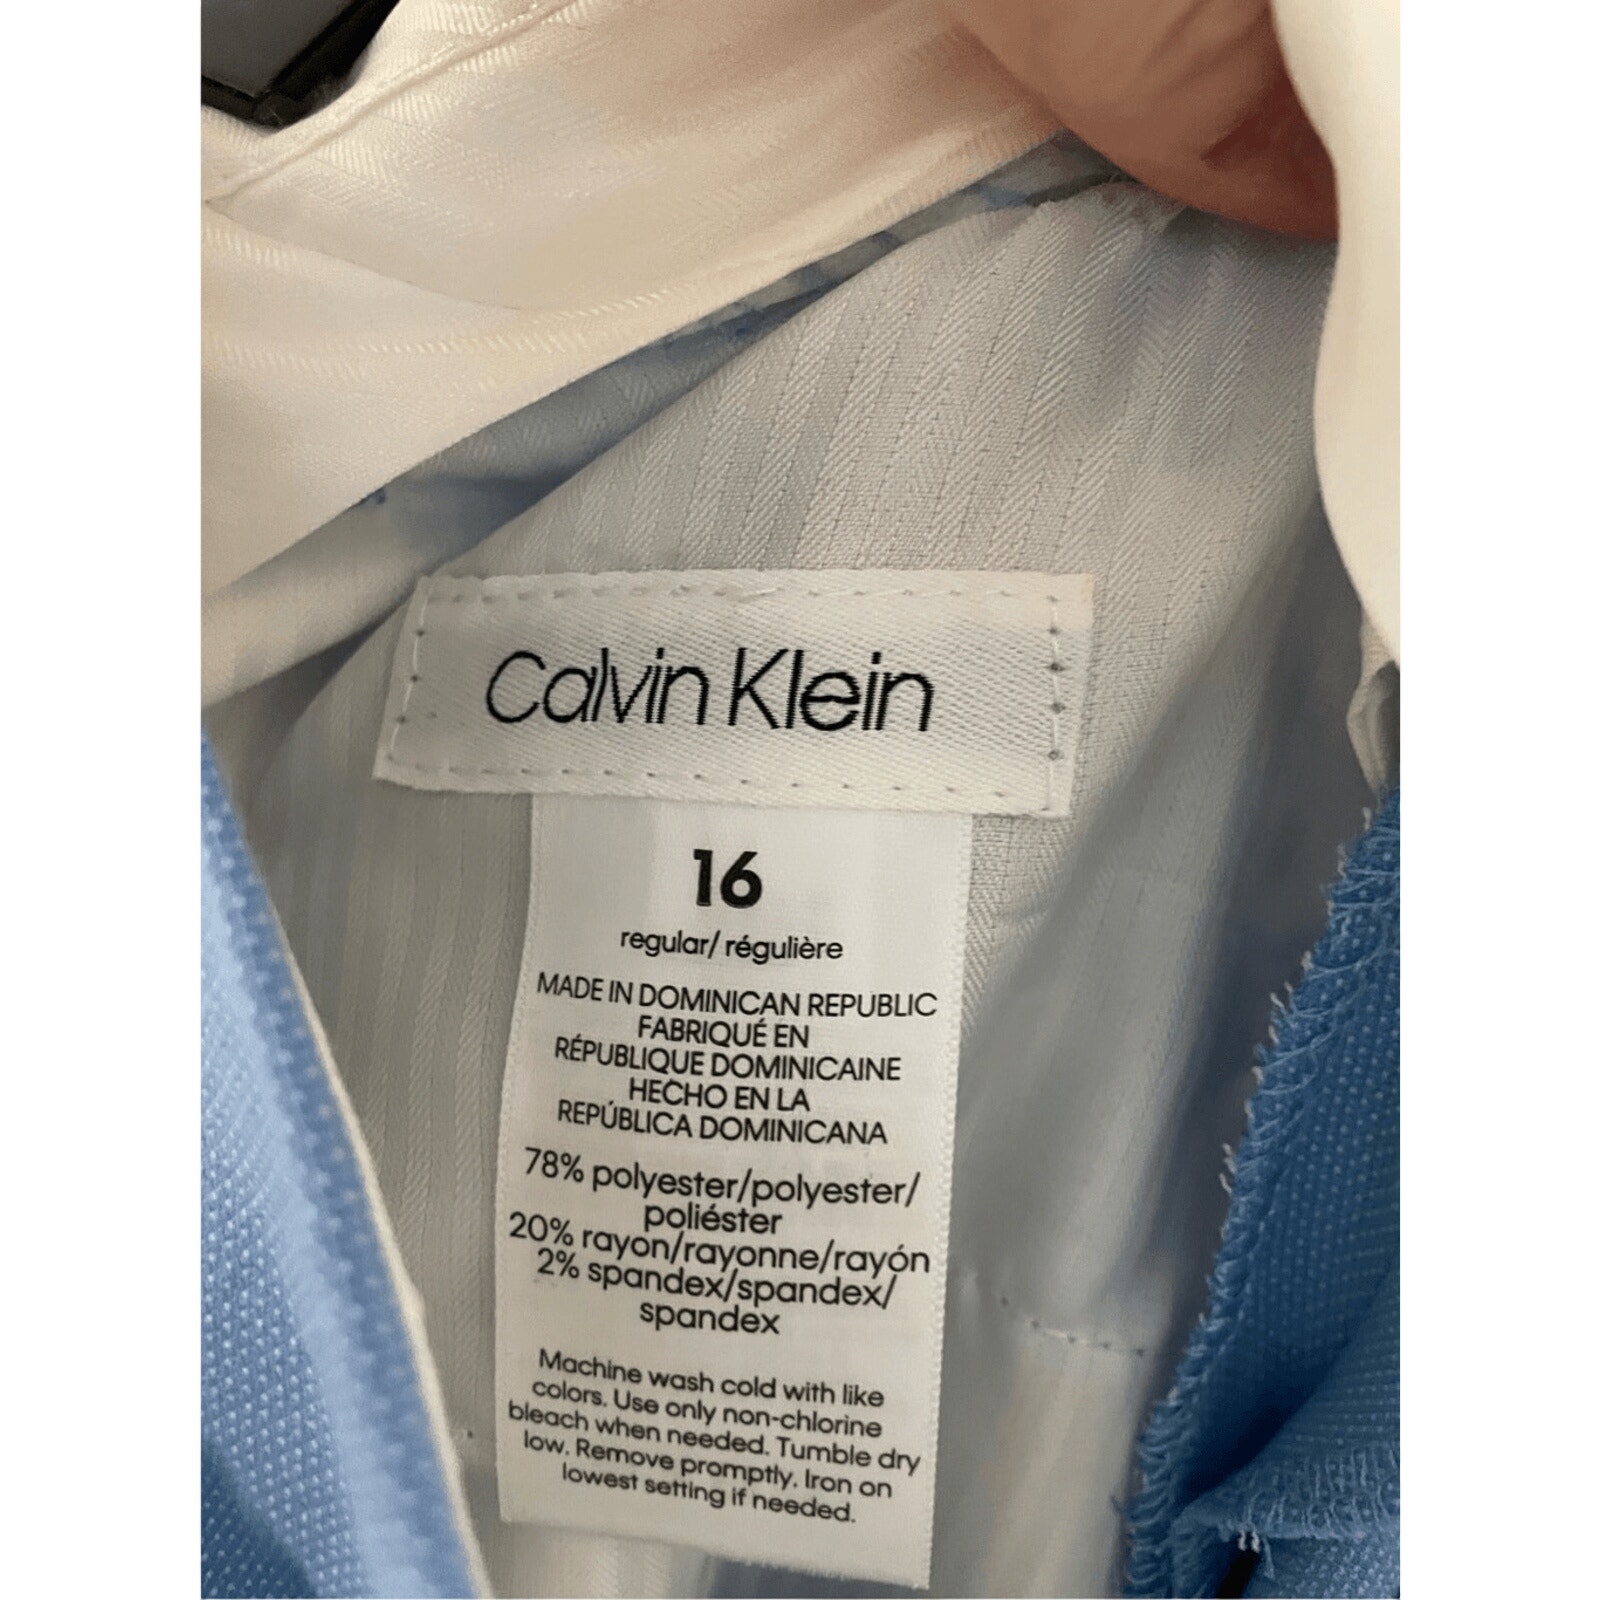 Calvin Klein
16
regular/ régulière
MADE IN DOMINICAN REPUBLIC
FABRIQUÉ EN
RÉPUBLIQUE DOMINICAINE
HECHO EN LA
REPÚBLICA DOMINICANA
78% polyester/polyester/
poliéster
20% rayon/rayonne/rayón
2% spandex/spandex/
spandex
Machine wash cold with like
colors. Use only non-chlorine
bleach when needed. Tumble dry
low. Remove promptly. Iron on
lowest setting if needed.